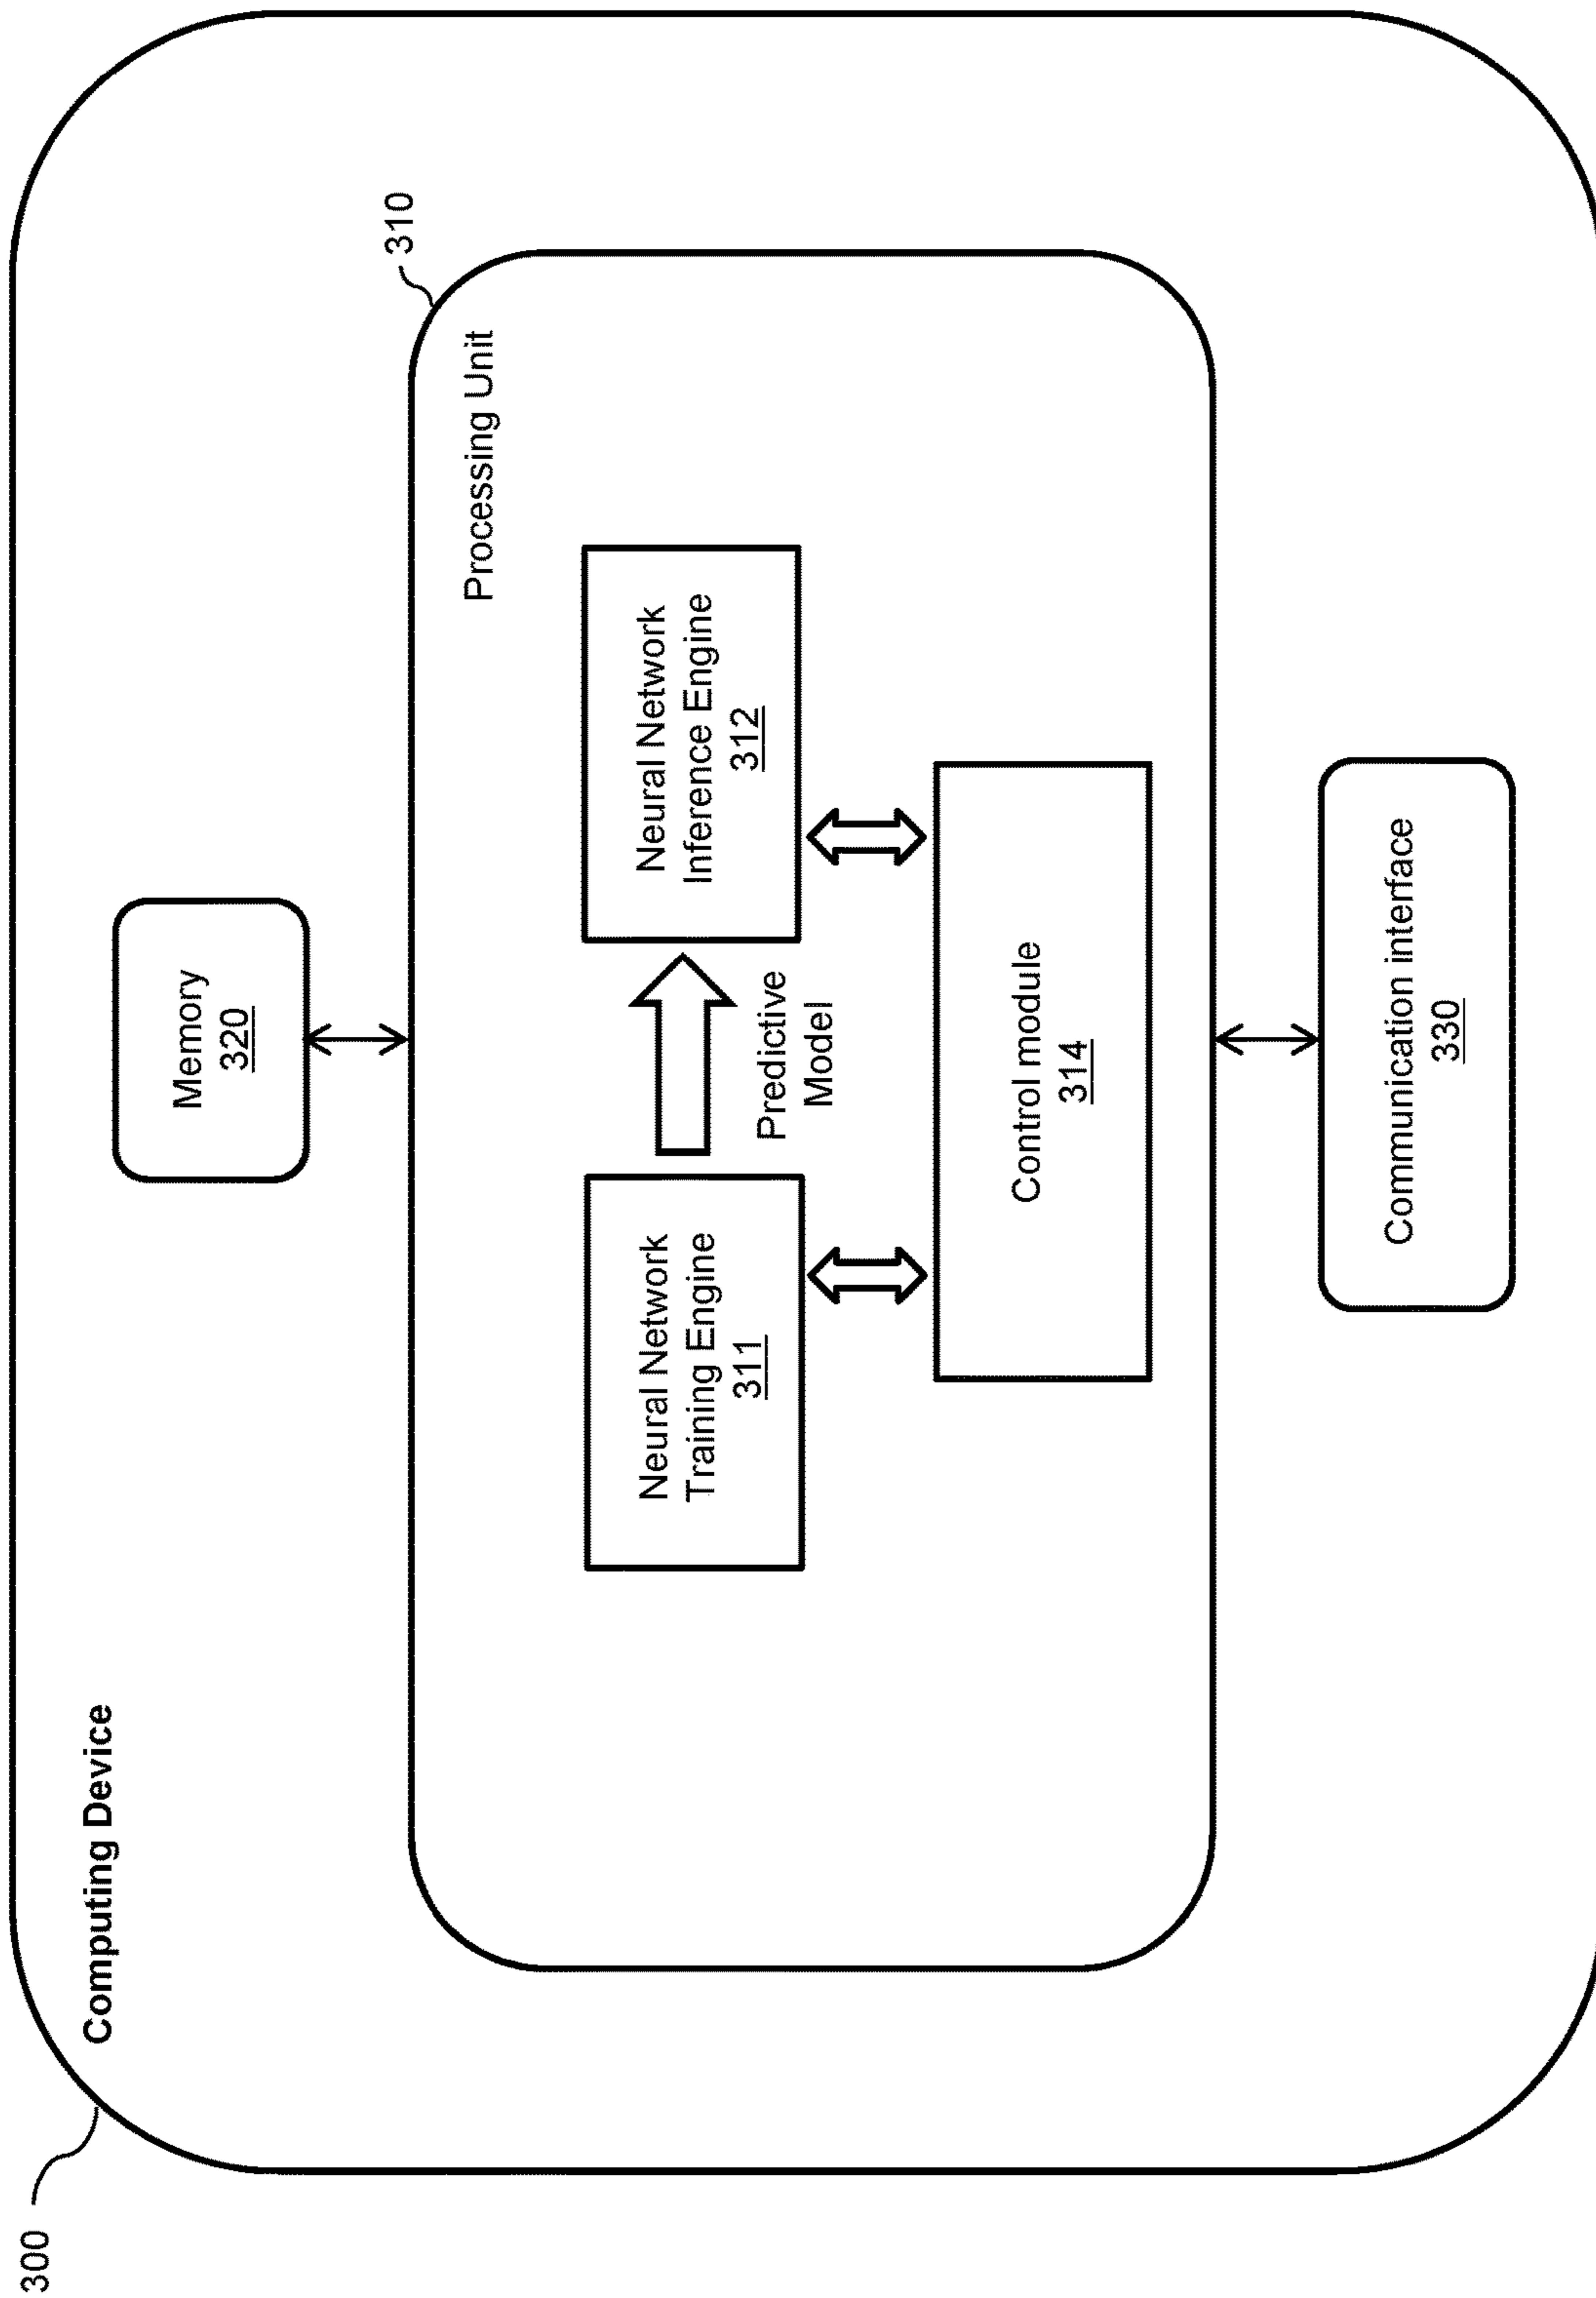 300
Computing Device
Memory
320
310
Processing Unit
Neural Network
Training Engine
311
Predictive
Model
Neural Network
Inference Engine
312
Control module
314
Communication interface
330